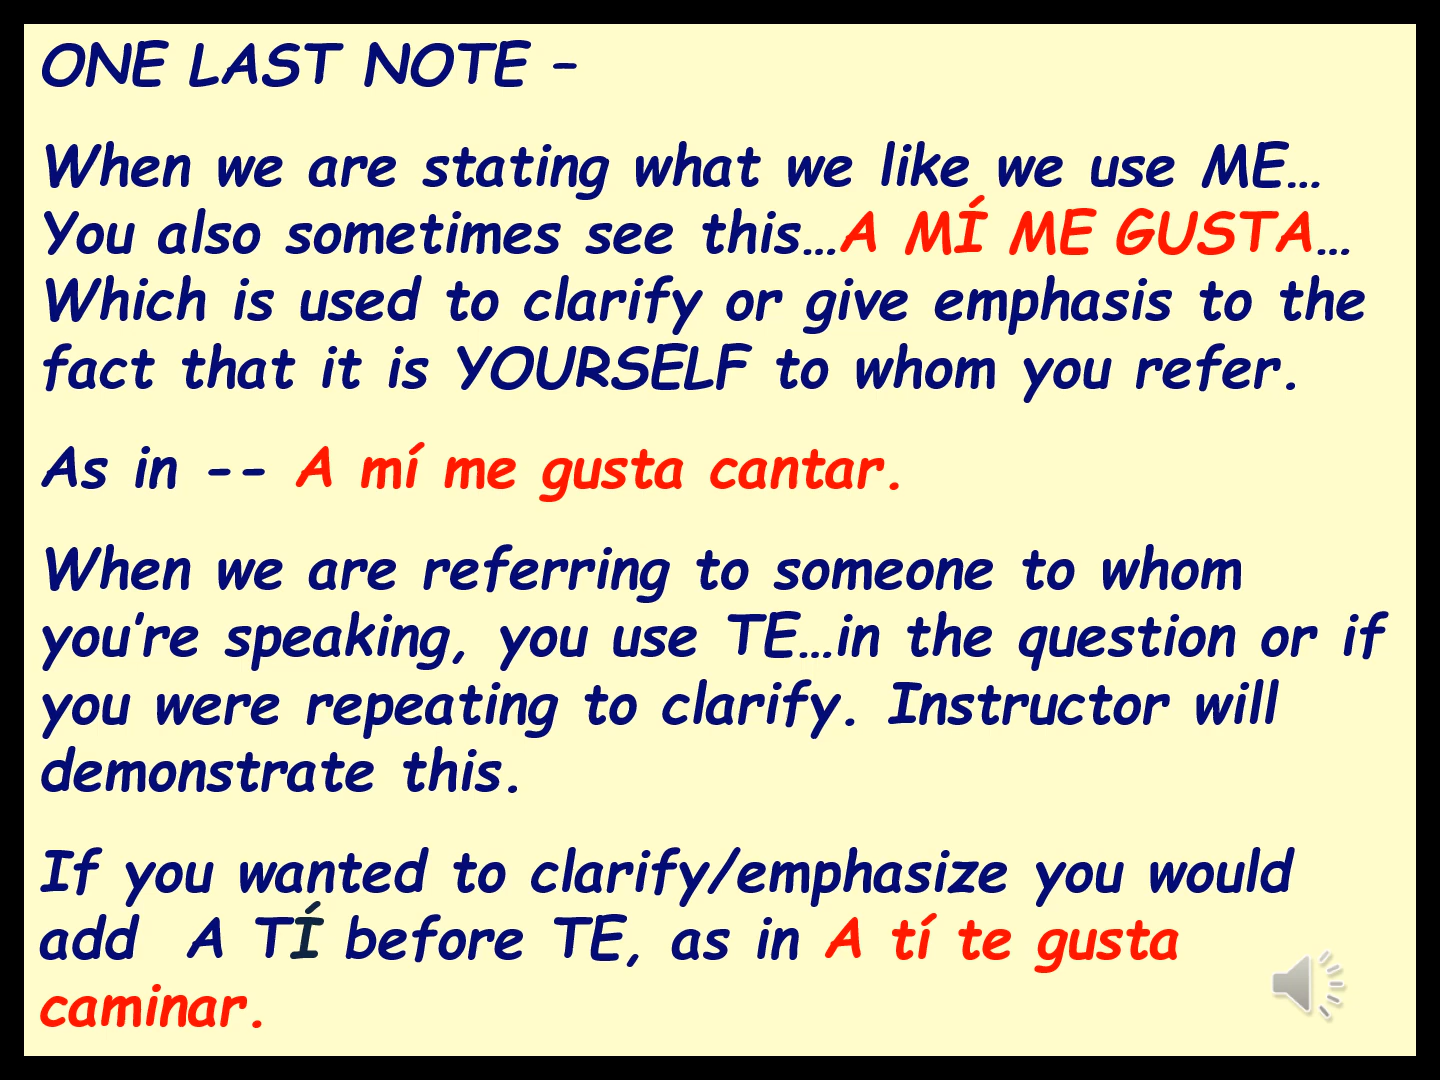 ONE LAST NOTE –
When we are stating what we like we use ME…
You also sometimes see this…A MÍ ME GUSTA…
Which is used to clarify or give emphasis to the
fact that it is YOURSELF to whom you refer.
As in -- A mí me gusta cantar.
When we are referring to someone to whom
you’re speaking, you use TE…in the question or if
you were repeating to clarify. Instructor will
demonstrate this.
If you wanted to clarify/emphasize you would
add  A TÍ before TE, as in A tí te gusta
caminar.